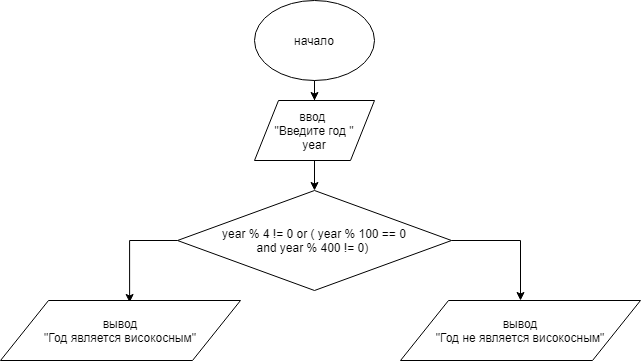 начало
ввод
"Введите год "
year
year % 4 != 0 or ( year % 100 == 0
and year % 400 != 0)
вывод
"Год является високосным"
вывод
"Год не является високосным"